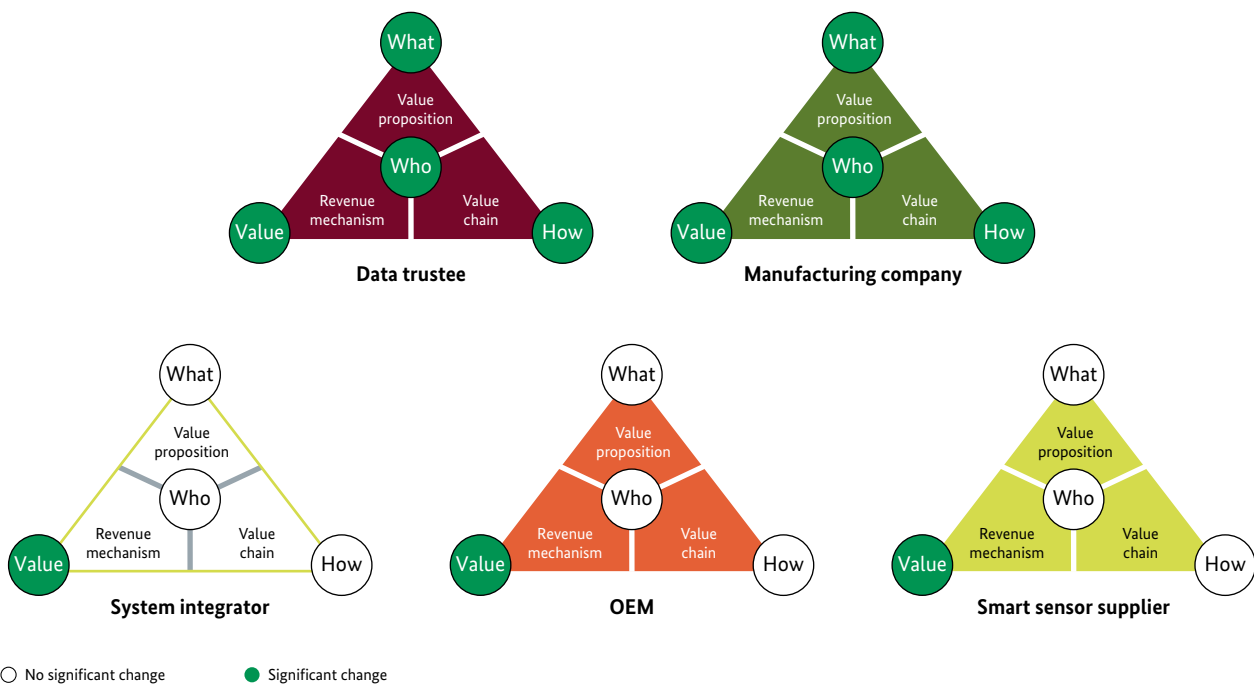 What
Value
proposition
Who
Revenue
mechanism
Value
chain
Value
How
Data trustee
What
Value
proposition
Who
Revenue
mechanism
Value
chain
Value
How
Manufacturing company
What
Value
proposition
Who
Revenue
mechanism
Value
chain
Value
How
System integrator
What
Value
proposition
Who
Revenue
mechanism
Value
chain
Value
How
OEM
What
Value
proposition
Who
Revenue
mechanism
Value
chain
Value
How
Smart sensor supplier
No significant change
Significant change